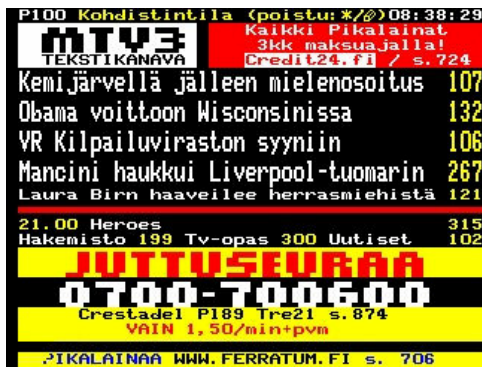 P100 Kohdistintila (poistu:*/∅)08:38:29
MTV3
TEKSTIKANAVA
Kaikki Pikalainat
3kk maksuajalla!
Credit24.fi / s.724
Kemijärvellä jälleen mielenosoitus 107
Obama voittoon Wisconsinissa 132
VR Kilpailuviraston syyniin 106
Mancini haukkui Liverpool-tuomarin 267
Laura Birn haaveilee herrasmiehistä 121
21.00 Heroes 315
Hakemisto 199 Tv-opas 300 Uutiset 102
JUTTUSEURAA
0700-700600
Crestadel Pl89 Tre21 s.874
VAIN 1,50/min+pvm
PIKALAINAA WWW.FERRATUM.FI s. 706